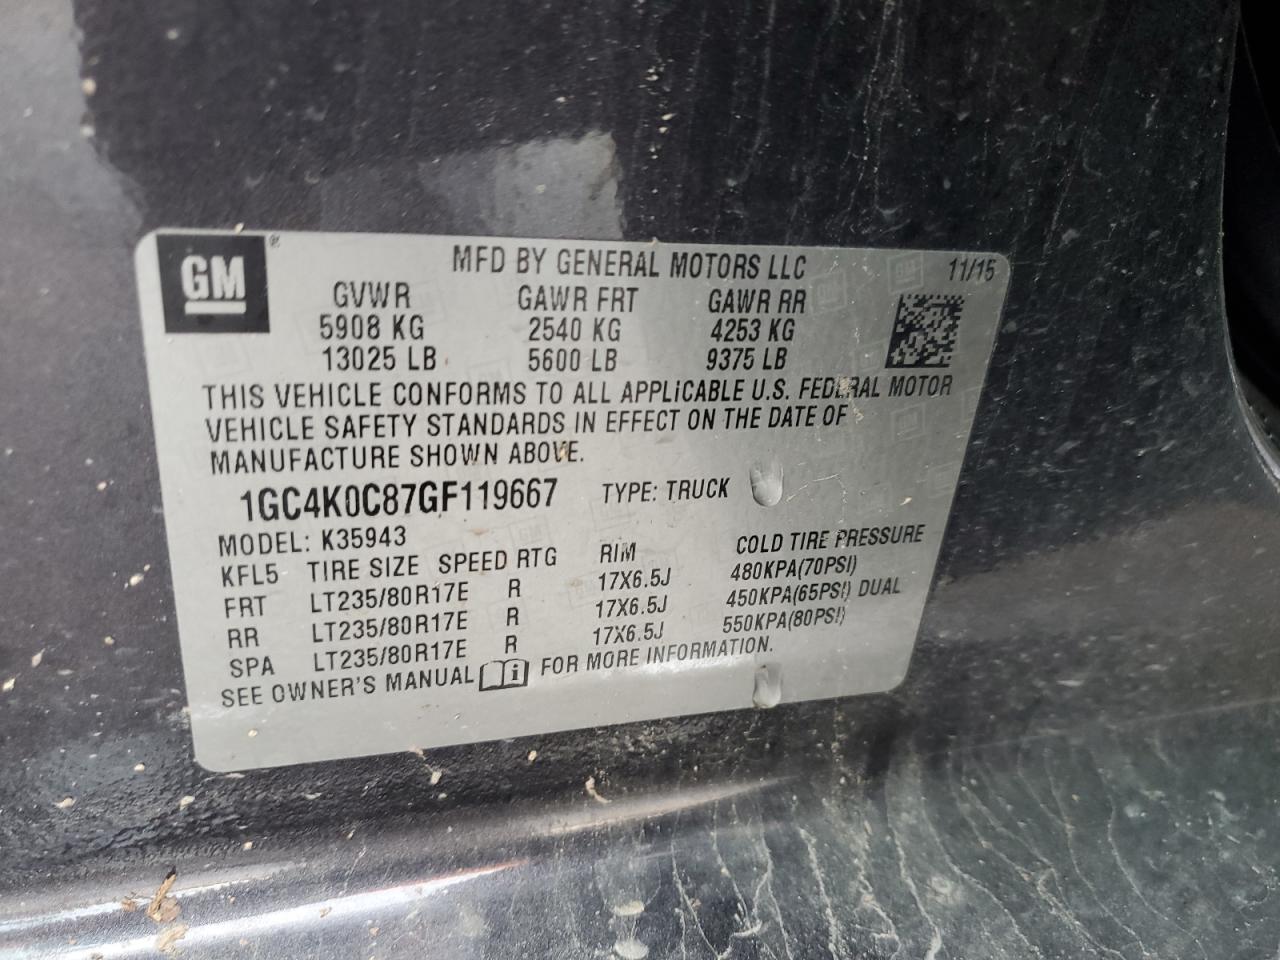 GM ®
MFD BY GENERAL MOTORS LLC 11/15
GVWR GAWR FRT GAWR RR
5908 KG 2540 KG 4253 KG
13025 LB 5600 LB 9375 LB
THIS VEHICLE CONFORMS TO ALL APPLiCABLE U.S. FEDERAL MOTOR
VEHICLE SAFETY STANDARDS IN EFFECT ON THE DATE OF
MANUFACTURE SHOWN ABOVE.
1GC4K0C87GF119667 TYPE: TRUCK
MODEL: K35943
KFL5 TIRE SIZE SPEED RTG RIM COLD TIRE PRESSURE
FRT LT235/80R17E R 17X6.5J 480KPA(70PSI)
RR LT235/80R17E R 17X6.5J 450KPA(65PSI) DUAL
SPA LT235/80R17E R 17X6.5J 550KPA(80PSI)
SEE OWNER'S MANUAL i FOR MORE INFORMATION.